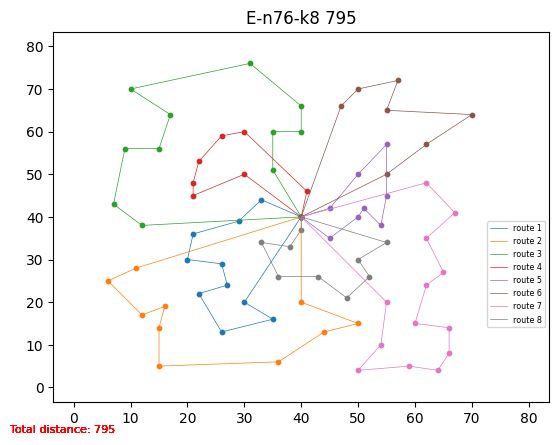 E-n76-k8 795
80
70
60
50
40
30
20
10
0
0 10 20 30 40 50 60 70 80
route 1
route 2
route 3
route 4
route 5
route 6
route 7
route 8
Total distance: 795